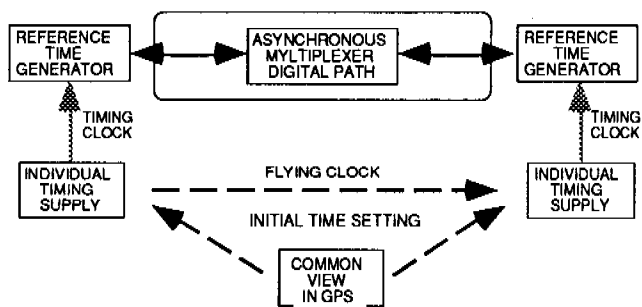 REFERENCE
TIME
GENERATOR
ASYNCHRONOUS
MYLTIPLEXER
DIGITAL PATH
REFERENCE
TIME
GENERATOR
TIMING
CLOCK
TIMING
CLOCK
INDIVIDUAL
TIMING
SUPPLY
FLYING CLOCK
INITIAL TIME SETTING
INDIVIDUAL
TIMING
SUPPLY
COMMON
VIEW
IN GPS